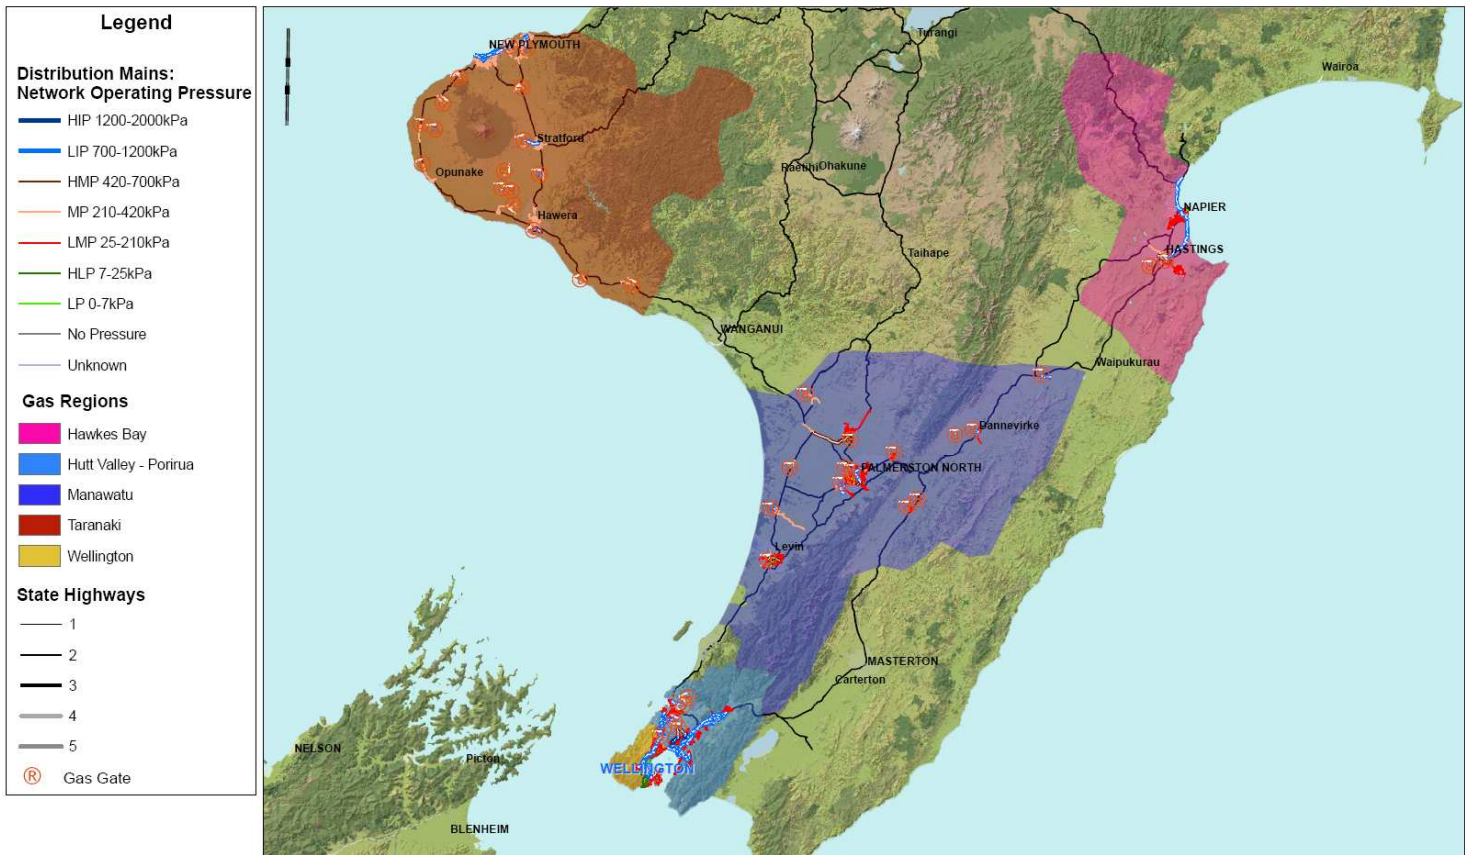 Legend
Distribution Mains:
Network Operating Pressure
HIP 1200-2000kPa
LIP 700-1200kPa
HMP 420-700kPa
MP 210-420kPa
LMP 25-210kPa
HLP 7-25kPa
LP 0-7kPa
No Pressure
Unknown
Gas Regions
Hawkes Bay
Hutt Valley - Porirua
Manawatu
Taranaki
Wellington
State Highways
1
2
3
4
5
® Gas Gate
Turangi
NEW PLYMOUTH
Wairoa
Stratford
Raetihi
Ohakune
Opunake
NAPIER
Hawera
HASTINGS
Taihape
WANGANUI
Waipukurau
Dannevirke
PALMERSTON NORTH
Levin
MASTERTON
Carterton
NELSON
Picton
WELLINGTON
BLENHEIM